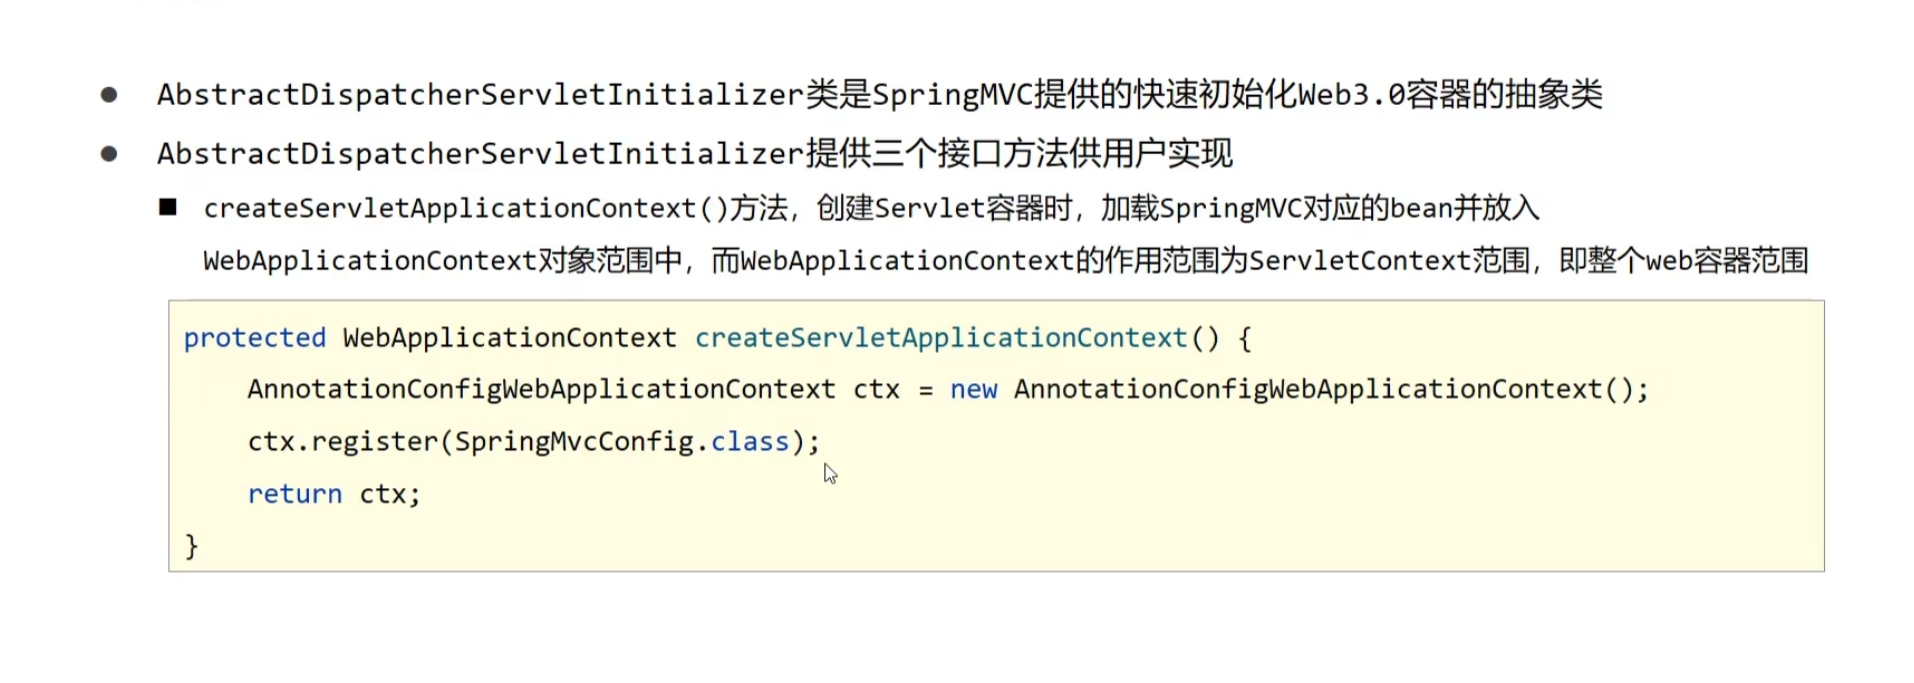 ● AbstractDispatcherServletInitializer类是SpringMVC提供的快速初始化Web3.0容器的抽象类
● AbstractDispatcherServletInitializer提供三个接口方法供用户实现
■ createServletApplicationContext()方法，创建Servlet容器时，加载SpringMVC对应的bean并放入
WebApplicationContext对象范围中，而WebApplicationContext的作用范围为ServletContext范围，即整个web容器范围
protected WebApplicationContext createServletApplicationContext() {
    AnnotationConfigWebApplicationContext ctx = new AnnotationConfigWebApplicationContext();
    ctx.register(SpringMvcConfig.class);
    return ctx;
}